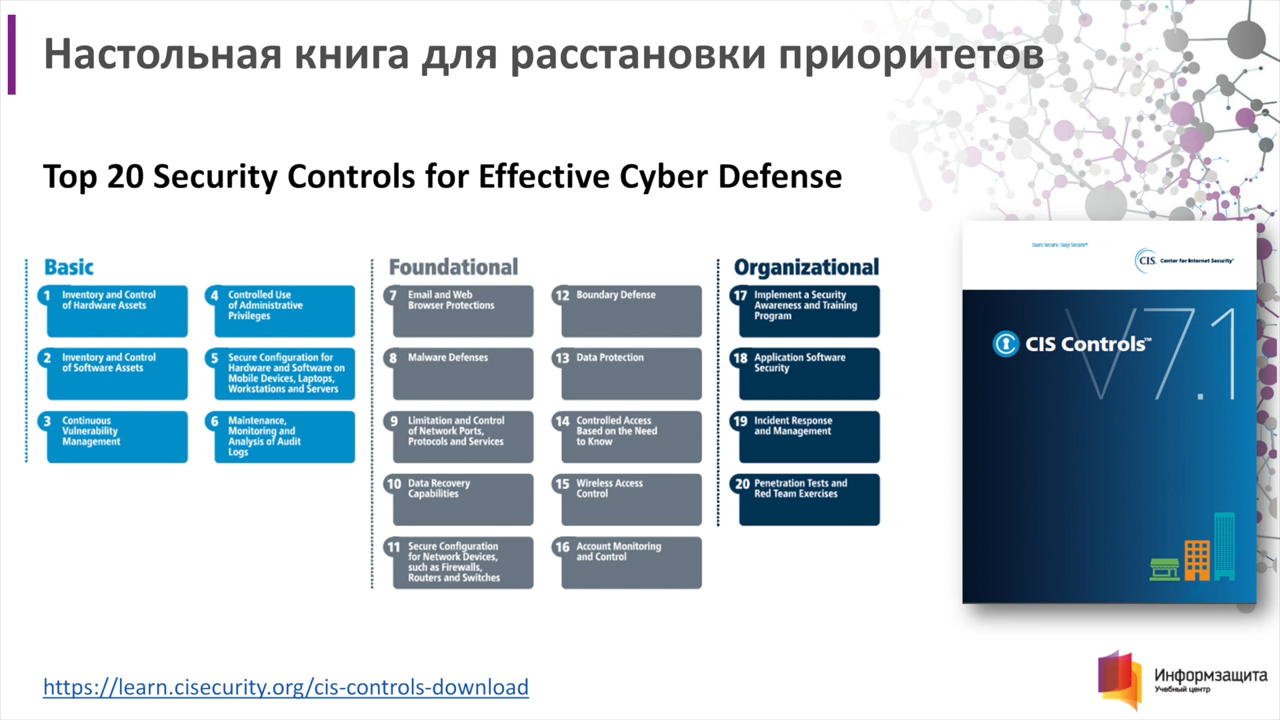 Настольная книга для расстановки приоритетов
Top 20 Security Controls for Effective Cyber Defense
Basic
1 Inventory and Control
of Hardware Assets
2 Inventory and Control
of Software Assets
3 Continuous
Vulnerability
Management
4 Controlled Use
of Administrative
Privileges
5 Secure Configuration for
Hardware and Software on
Mobile Devices, Laptops,
Workstations and Servers
6 Maintenance,
Monitoring and
Analysis of Audit
Logs
Foundational
7 Email and Web
Browser Protections
8 Malware Defenses
9 Limitation and Control
of Network Ports,
Protocols and Services
10 Data Recovery
Capabilities
11 Secure Configuration
for Network Devices,
such as Firewalls,
Routers and Switches
12 Boundary Defense
13 Data Protection
14 Controlled Access
Based on the Need
to Know
15 Wireless Access
Control
16 Account Monitoring
and Control
Organizational
17 Implement a Security
Awareness and Training
Program
18 Application Software
Security
19 Incident Response
and Management
20 Penetration Tests and
Red Team Exercises
CIS. Center for Internet Security®
V7.1
CIS Controls™
https://learn.cisecurity.org/cis-controls-download
Информзащита
Учебный центр